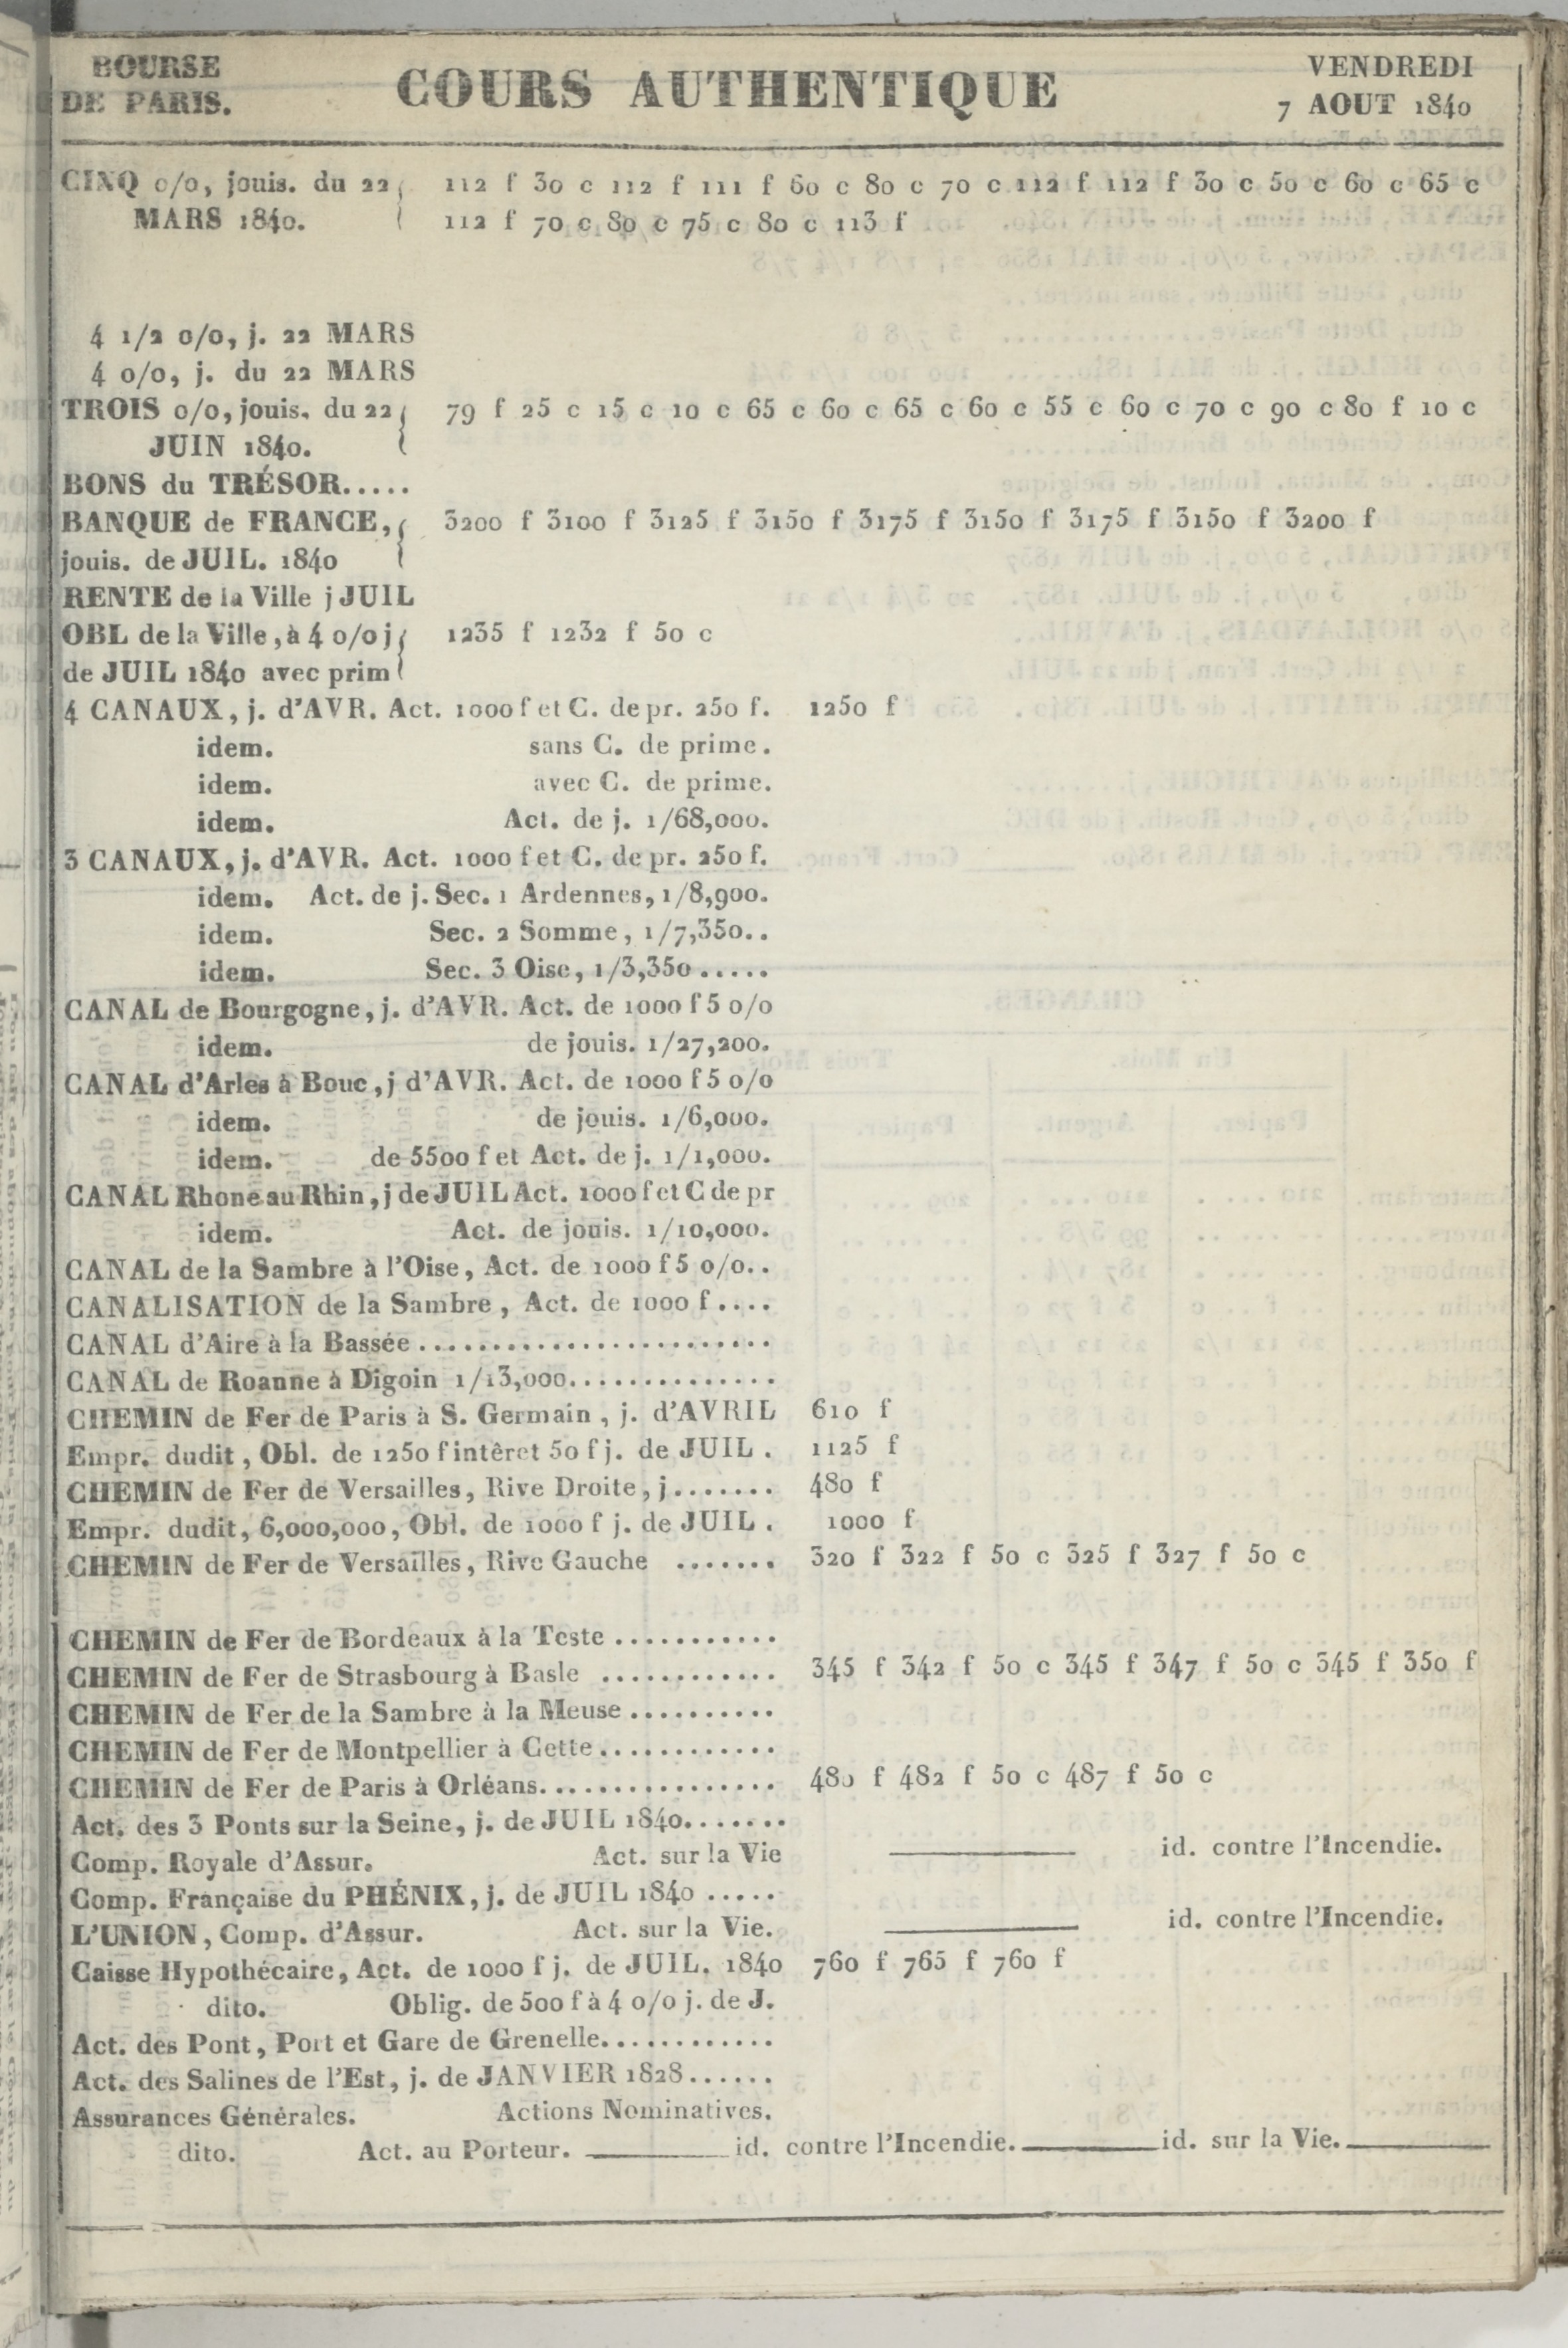 BOURSE
DE PARIS.
COURS AUTHENTIQUE
VENDREDI
7 AOUT 1840
CINQ 0/0, jouis. du 22 112 f 30 c 112 f 111 f 60 c 80 c 70 c 112 f 112 f 30 c 50 c 60 c 65 c
MARS 1840. 112 f 70 c 80 c 75 c 80 c 113 f
4 1/2 0/0, j. 22 MARS
4 0/0, j. du 22 MARS
TROIS 0/0, jouis. du 22 79 f 25 c 15 c 10 c 65 c 60 c 65 c 60 c 55 c 60 c 70 c 90 c 80 f 10 c
JUIN 1840.
BONS du TRÉSOR.....
BANQUE de FRANCE, 3200 f 3100 f 3125 f 3150 f 3175 f 3150 f 3175 f 3150 f 3200 f
jouis. de JUIL. 1840
RENTE de la Ville j JUIL
OBL de la Ville, à 4 0/0 j 1235 f 1232 f 50 c
de JUIL 1840 avec prim
4 CANAUX, j. d'AVR. Act. 1000 f et C. de pr. 250 f. 1250 f
idem. sans C. de prime.
idem. avec C. de prime.
idem. Act. de j. 1/68,000.
3 CANAUX, j. d'AVR. Act. 1000 f et C. de pr. 250 f.
idem. Act. de j. Sec. 1 Ardennes, 1/8,900.
idem. Sec. 2 Somme, 1/7,350..
idem. Sec. 3 Oise, 1/3,350.....
CANAL de Bourgogne, j. d'AVR. Act. de 1000 f 5 0/0
idem. de jouis. 1/27,200.
CANAL d'Arles à Bouc, j d'AVR. Act. de 1000 f 5 0/0
idem. de jouis. 1/6,000.
idem. de 5500 f et Act. de j. 1/1,000.
CANAL Rhone au Rhin, j de JUIL Act. 1000 f et C de pr
idem. Act. de jouis. 1/10,000.
CANAL de la Sambre à l'Oise, Act. de 1000 f 5 0/0..
CANALISATION de la Sambre, Act. de 1000 f....
CANAL d'Aire à la Bassée........................
CANAL de Roanne à Digoin 1/13,000..............
CHEMIN de Fer de Paris à S. Germain, j. d'AVRIL 610 f
Empr. dudit, Obl. de 1250 f intêret 50 f j. de JUIL. 1125 f
CHEMIN de Fer de Versailles, Rive Droite, j....... 480 f
Empr. dudit, 6,000,000, Obl. de 1000 f j. de JUIL. 1000 f
CHEMIN de Fer de Versailles, Rive Gauche ....... 320 f 322 f 50 c 325 f 327 f 50 c
CHEMIN de Fer de Bordeaux à la Teste...........
CHEMIN de Fer de Strasbourg à Basle ............ 345 f 342 f 50 c 345 f 347 f 50 c 345 f 350 f
CHEMIN de Fer de la Sambre à la Meuse..........
CHEMIN de Fer de Montpellier à Cette............
CHEMIN de Fer de Paris à Orléans................ 480 f 482 f 50 c 487 f 50 c
Act. des 3 Ponts sur la Seine, j. de JUIL 1840.......
Comp. Royale d'Assur. Act. sur la Vie id. contre l'Incendie.
Comp. Française du PHÉNIX, j. de JUIL 1840.....
L'UNION, Comp. d'Assur. Act. sur la Vie. id. contre l'Incendie.
Caisse Hypothécaire, Act. de 1000 f j. de JUIL. 1840 760 f 765 f 760 f
dito. Oblig. de 500 f à 4 0/0 j. de J.
Act. des Pont, Port et Gare de Grenelle............
Act. des Salines de l'Est, j. de JANVIER 1828......
Assurances Générales. Actions Nominatives.
dito. Act. au Porteur. id. contre l'Incendie. id. sur la Vie.